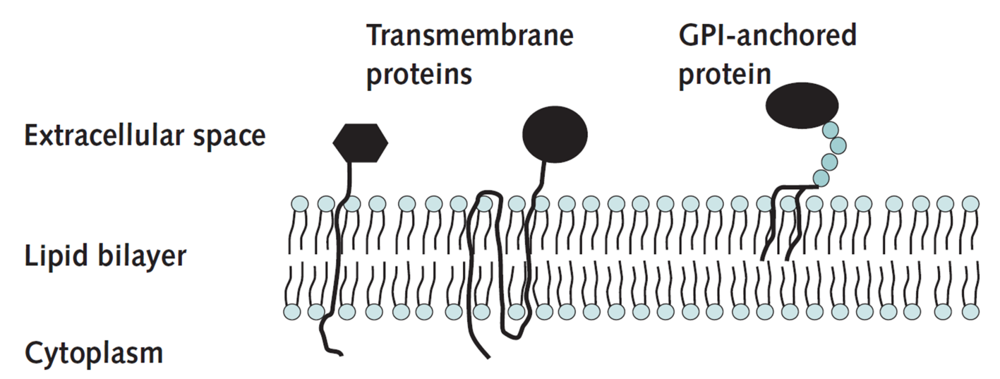 Transmembrane
proteins
GPI-anchored
protein
Extracellular space
Lipid bilayer
Cytoplasm